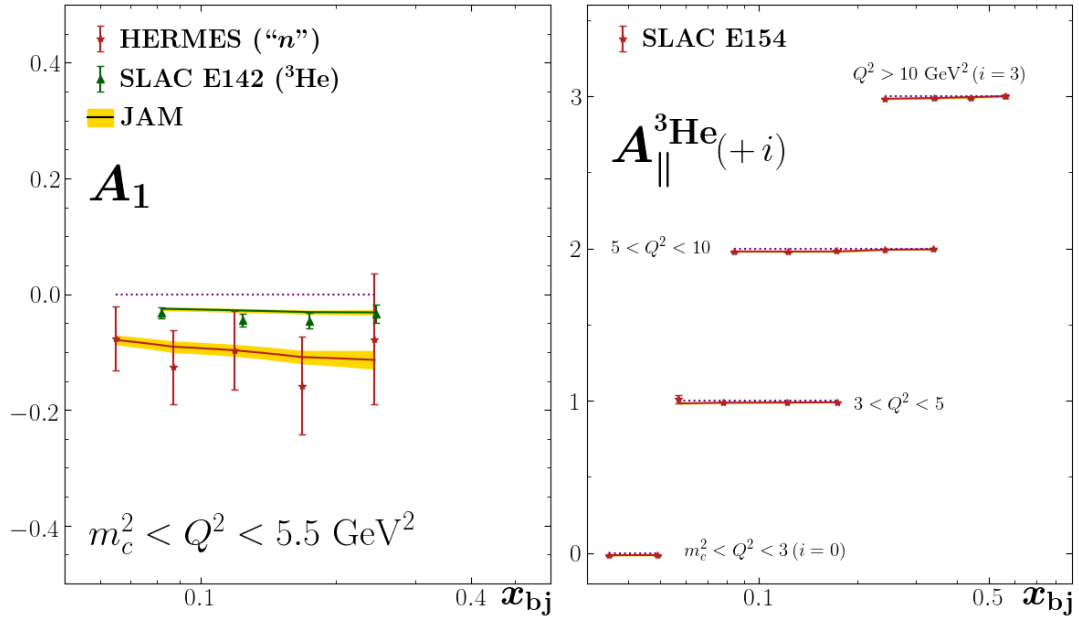 HERMES (“n”)
SLAC E142 (³He)
JAM
A₁
m_c² < Q² < 5.5 GeV²
0.4
0.2
0.0
−0.2
−0.4
0.1
0.4
x_bj
SLAC E154
A_∥^³He (+ i)
Q² > 10 GeV² (i = 3)
5 < Q² < 10
3 < Q² < 5
m_c² < Q² < 3 (i = 0)
3
2
1
0
0.1
0.5
x_bj